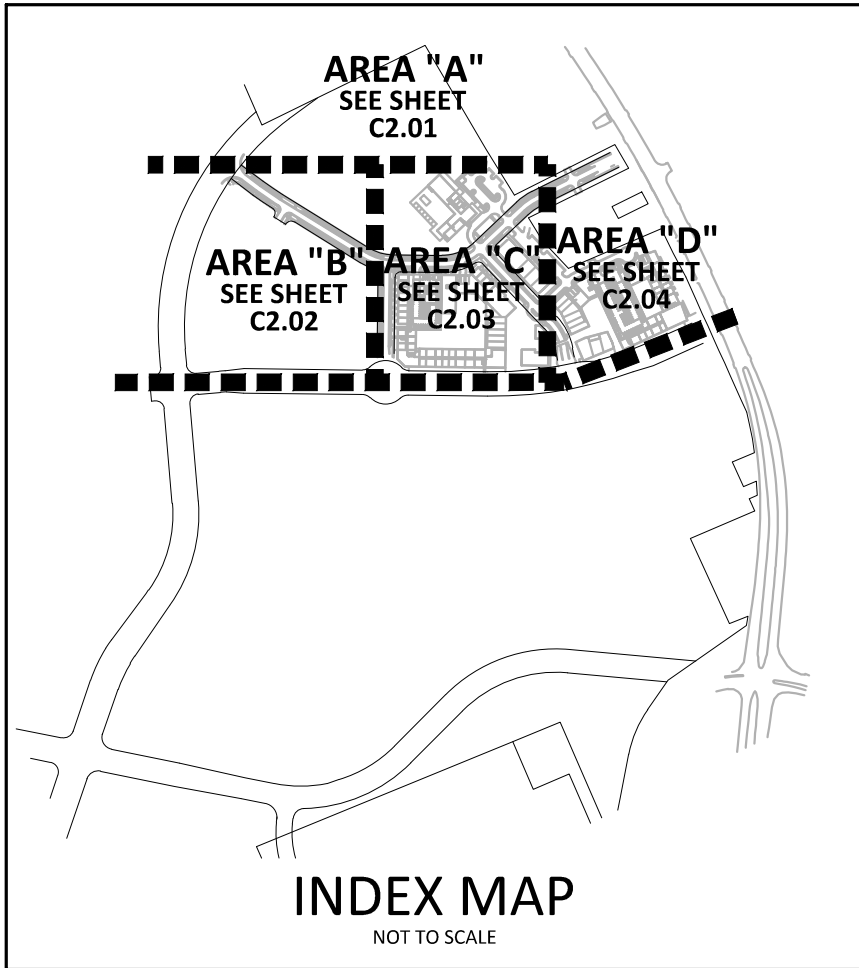 AREA "A"
SEE SHEET
C2.01
AREA "B"
SEE SHEET
C2.02
AREA "C"
SEE SHEET
C2.03
AREA "D"
SEE SHEET
C2.04
INDEX MAP
NOT TO SCALE